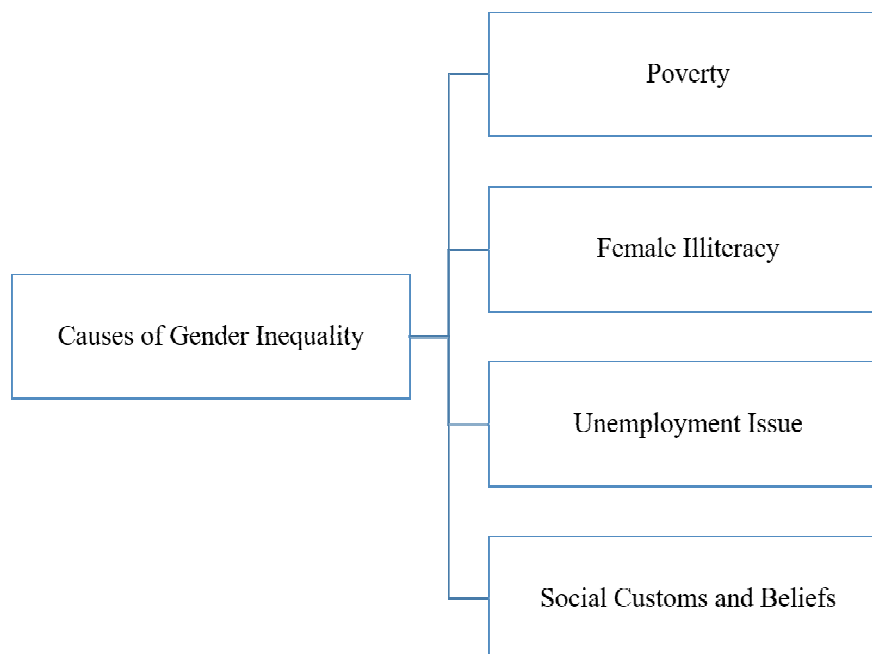 Poverty
Female Illiteracy
Causes of Gender Inequality
Unemployment Issue
Social Customs and Beliefs